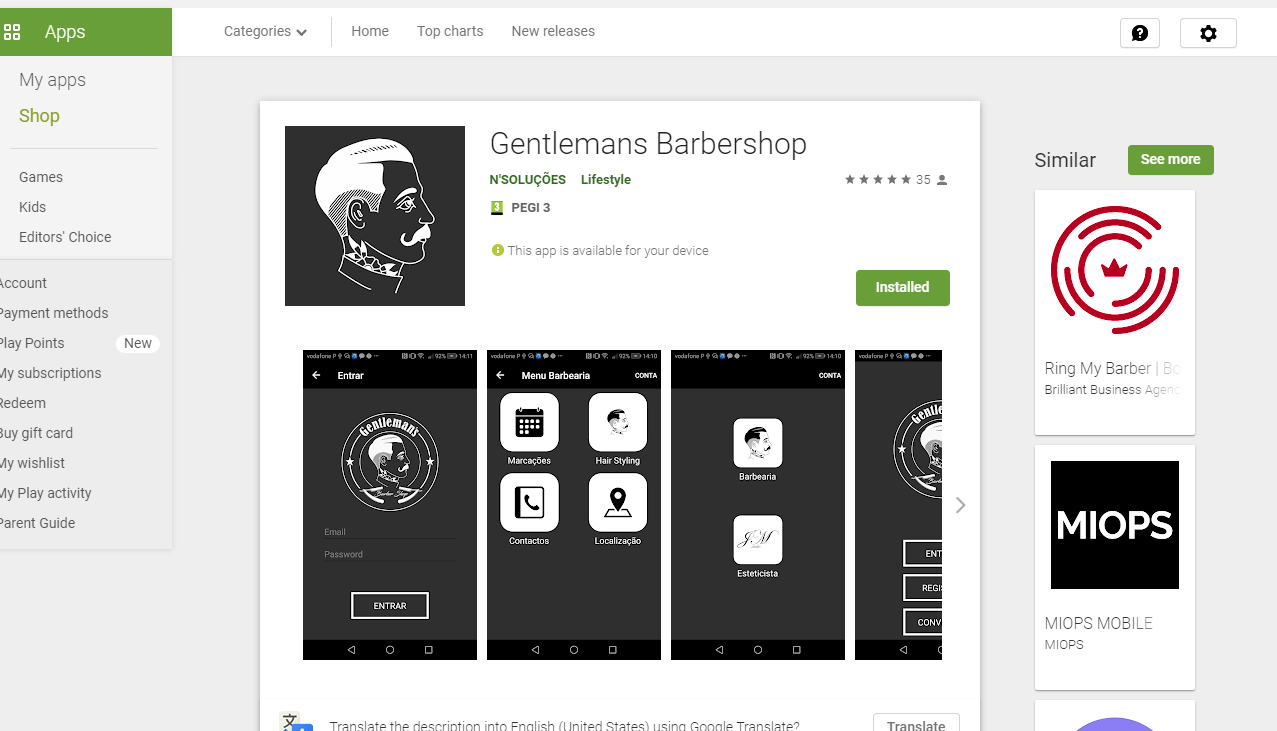 Apps
Categories
Home
Top charts
New releases
My apps
Shop
Games
Kids
Editors' Choice
Account
Payment methods
Play Points
New
My subscriptions
Redeem
Buy gift card
My wishlist
My Play activity
Parent Guide
Gentlemans Barbershop
N'SOLUÇÕES Lifestyle
35
3 PEGI 3
This app is available for your device
Installed
vodafone P 92% 14:11
Entrar
Gentleman's
Barber Shop
Email
Password
ENTRAR
vodafone P 92% 14:10
Menu Barbearia
CONTA
Marcações
Hair Styling
Contactos
Localização
vodafone P 92% 14:10
CONTA
Barbearia
JM
Esteticista
vodafone P
Gentle
ENT
REGI
CONV
Translate the description into English (United States) using Google Translate?
Translate
Similar
See more
Ring My Barber | Bo
Brilliant Business Agenc
MIOPS
MIOPS MOBILE
MIOPS